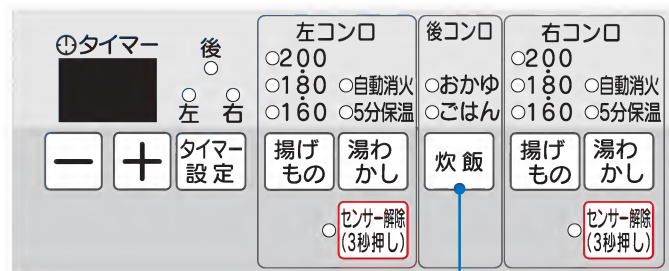 タイマー
後
左 右
－ ＋ タイマー
設定
左コンロ
200
180 自動消火
160 5分保温
揚げ
もの
湯わ
かし
センサー解除
(3秒押し)
後コンロ
おかゆ
ごはん
炊飯
右コンロ
200
180 自動消火
160 5分保温
揚げ
もの
湯わ
かし
センサー解除
(3秒押し)